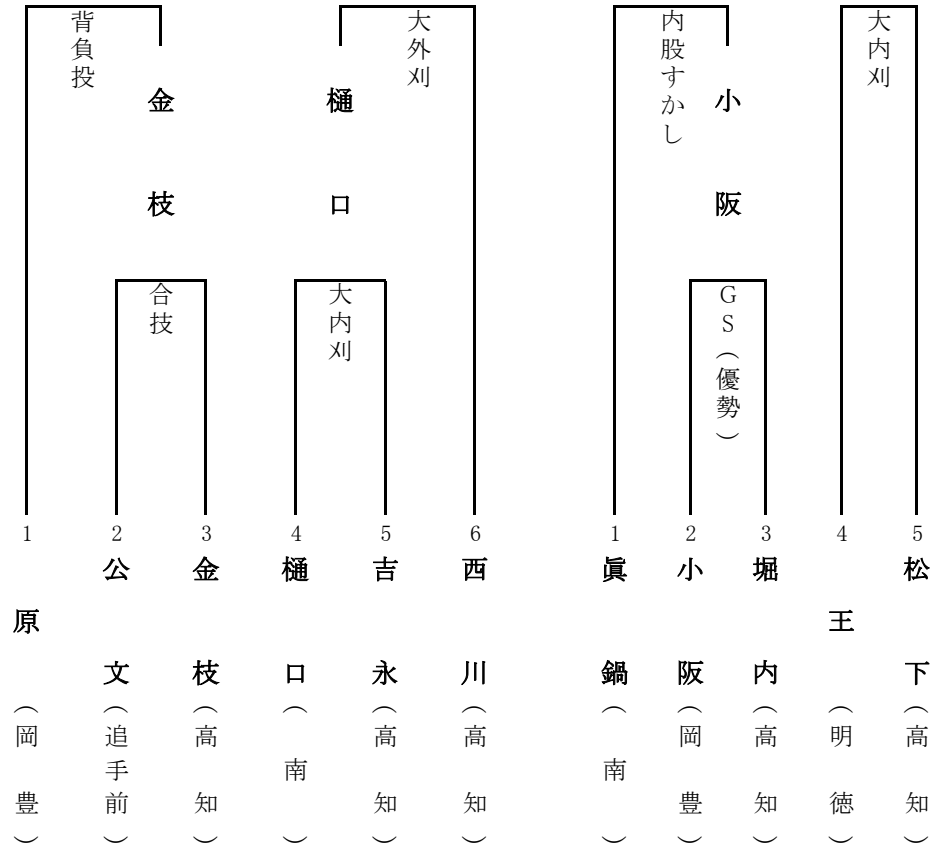 背負投
大外刈
内股すかし
大内刈
金枝
樋口
小阪
合技
大内刈
GS（優勢）
1
2
3
4
5
6
1
2
3
4
5
原（岡豊）
公文（追手前）
金枝（高知）
樋口（南）
吉永（高知）
西川（高知）
眞鍋（南）
小阪（岡豊）
堀内（高知）
王（明徳）
松下（高知）